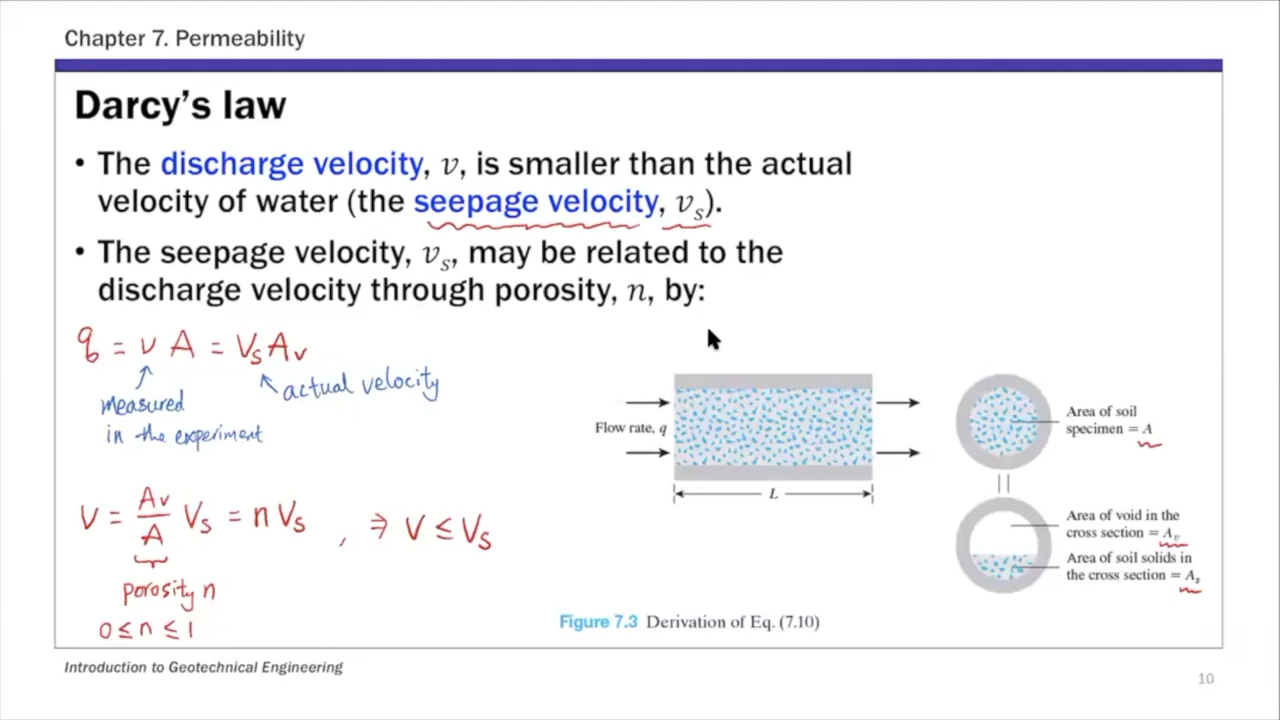 Chapter 7. Permeability
Darcy's law
• The discharge velocity, v, is smaller than the actual
velocity of water (the seepage velocity, vₛ).
• The seepage velocity, vₛ, may be related to the
discharge velocity through porosity, n, by:
q = v A = Vₛ Aᵥ
measured
in the experiment
actual velocity
V = Aᵥ/A Vₛ = n Vₛ , ⇒ V ≤ Vₛ
porosity n
0 ≤ n ≤ 1
Flow rate, q
L
Area of soil
specimen = A
Area of void in the
cross section = Aᵥ
Area of soil solids in
the cross section = Aₛ
Figure 7.3 Derivation of Eq. (7.10)
Introduction to Geotechnical Engineering
10